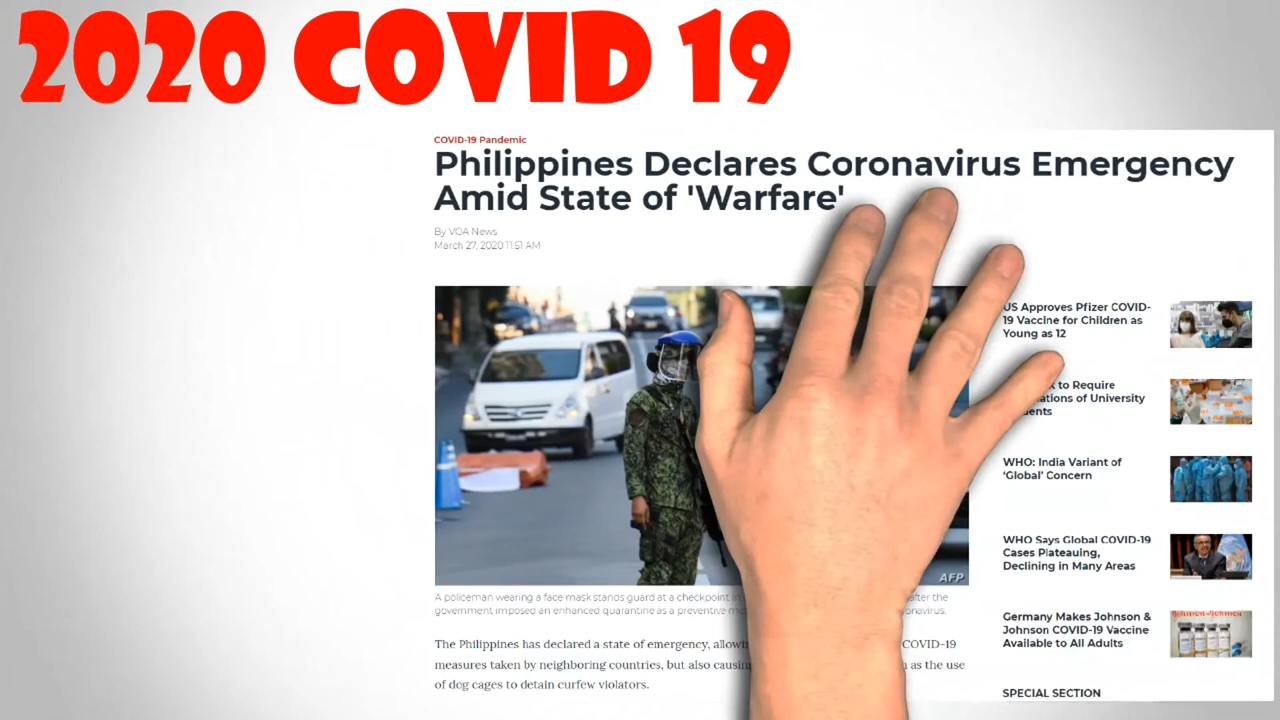 2020 COVID 19
COVID-19 Pandemic
Philippines Declares Coronavirus Emergency
Amid State of 'Warfare'
By VOA News
March 27, 2020 11:51 AM
US Approves Pfizer COVID-
19 Vaccine for Children as
Young as 12
to Require
of University
WHO: India Variant of
'Global' Concern
WHO Says Global COVID-19
Cases Plateauing,
Declining in Many Areas
Germany Makes Johnson &
Johnson COVID-19 Vaccine
Available to All Adults
SPECIAL SECTION
AFP
A policeman wearing a face mask stands guard at a checkpoint in after the
government imposed an enhanced quarantine as a preventive
The Philippines has declared a state of emergency, COVID-19
measures taken by neighboring countries, but also as the use
of dog cages to detain curfew violators.